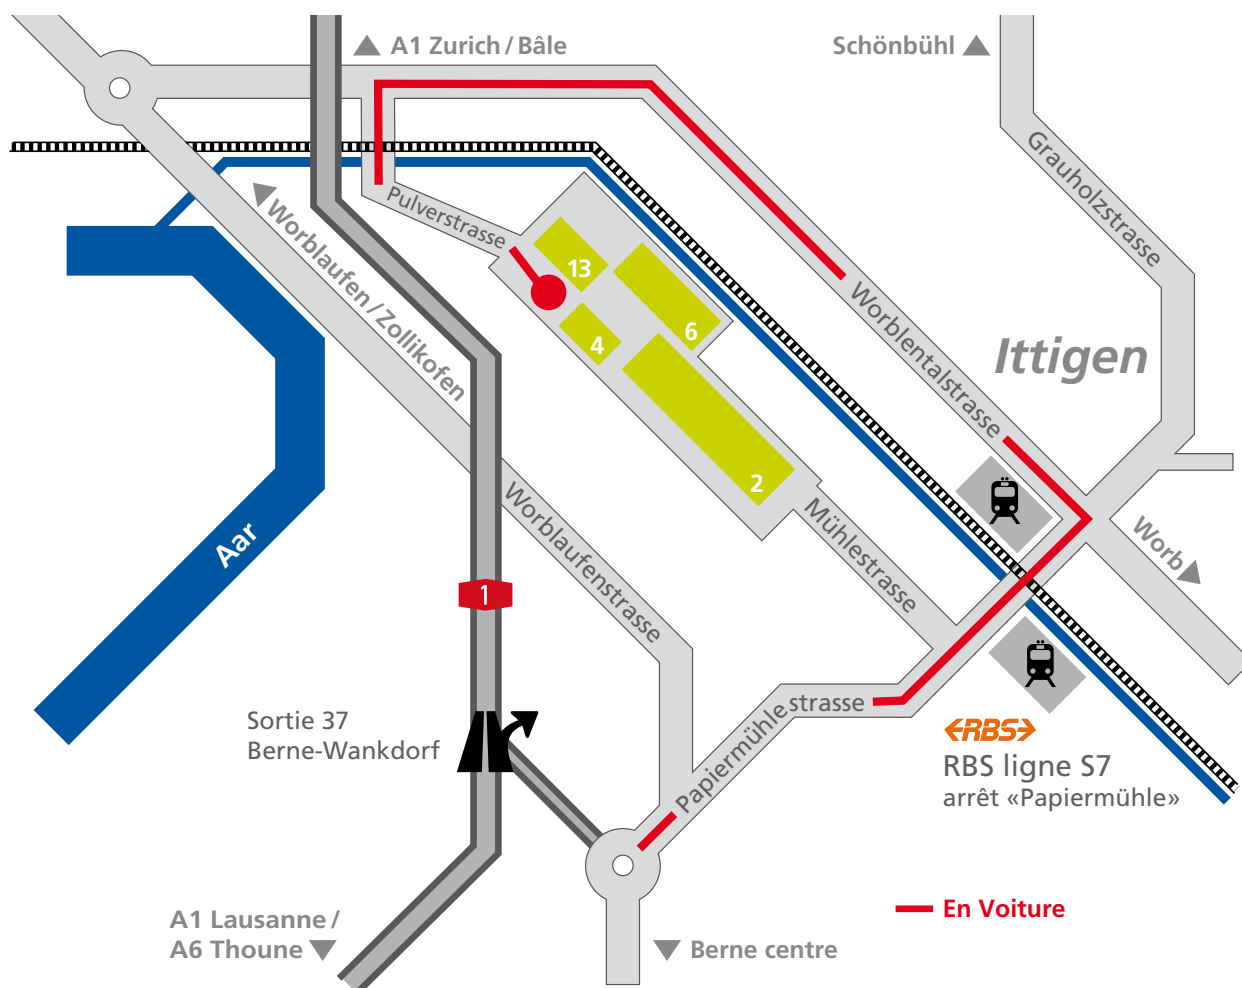 A1 Zurich / Bâle
Schönbühl
Grauholzstrasse
Pulverstrasse
Worblaufen / Zollikofen
13
6
4
2
Worblentalstrasse
Ittigen
Aar
Worblaufenstrasse
Mühlestrasse
Worb
1
Sortie 37
Berne-Wankdorf
Papiermühlestrasse
RBS
RBS ligne S7
arrêt «Papiermühle»
En Voiture
A1 Lausanne /
A6 Thoune
Berne centre